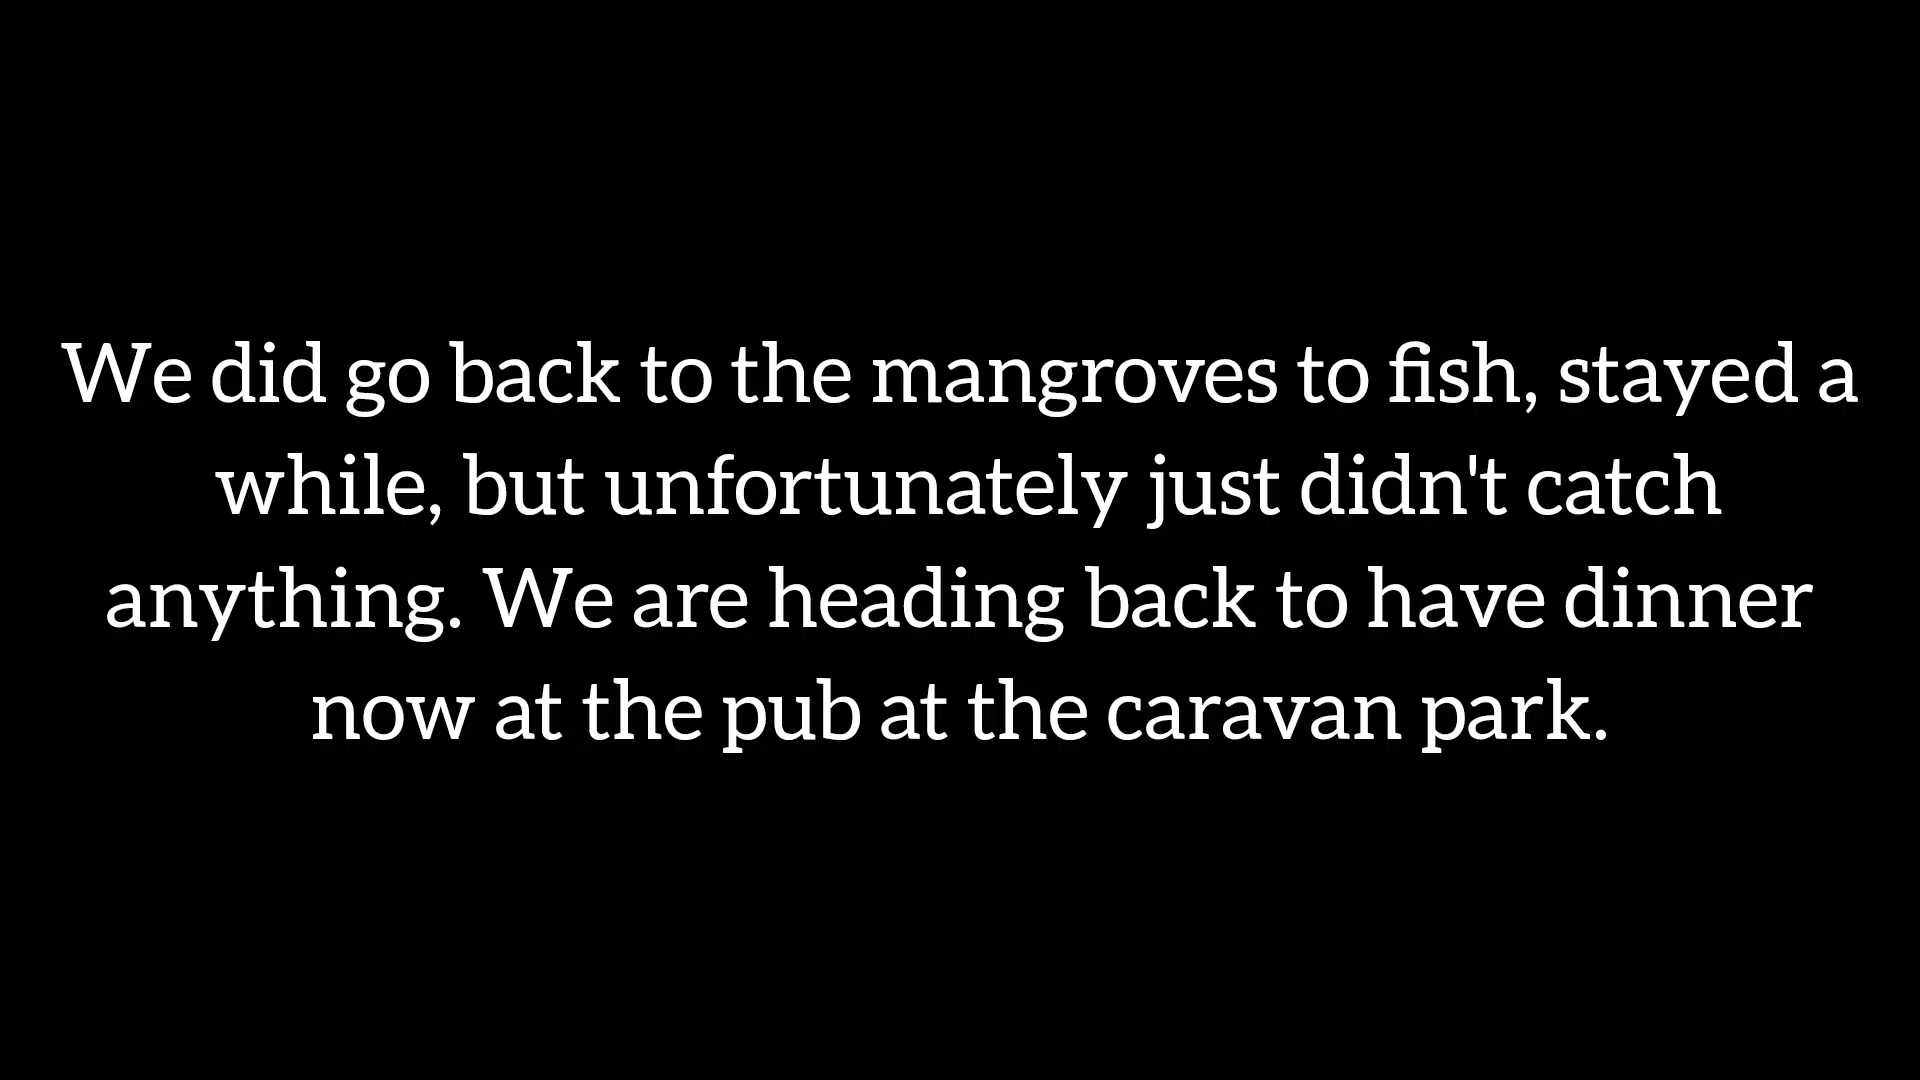 We did go back to the mangroves to fish, stayed a
while, but unfortunately just didn't catch
anything. We are heading back to have dinner
now at the pub at the caravan park.